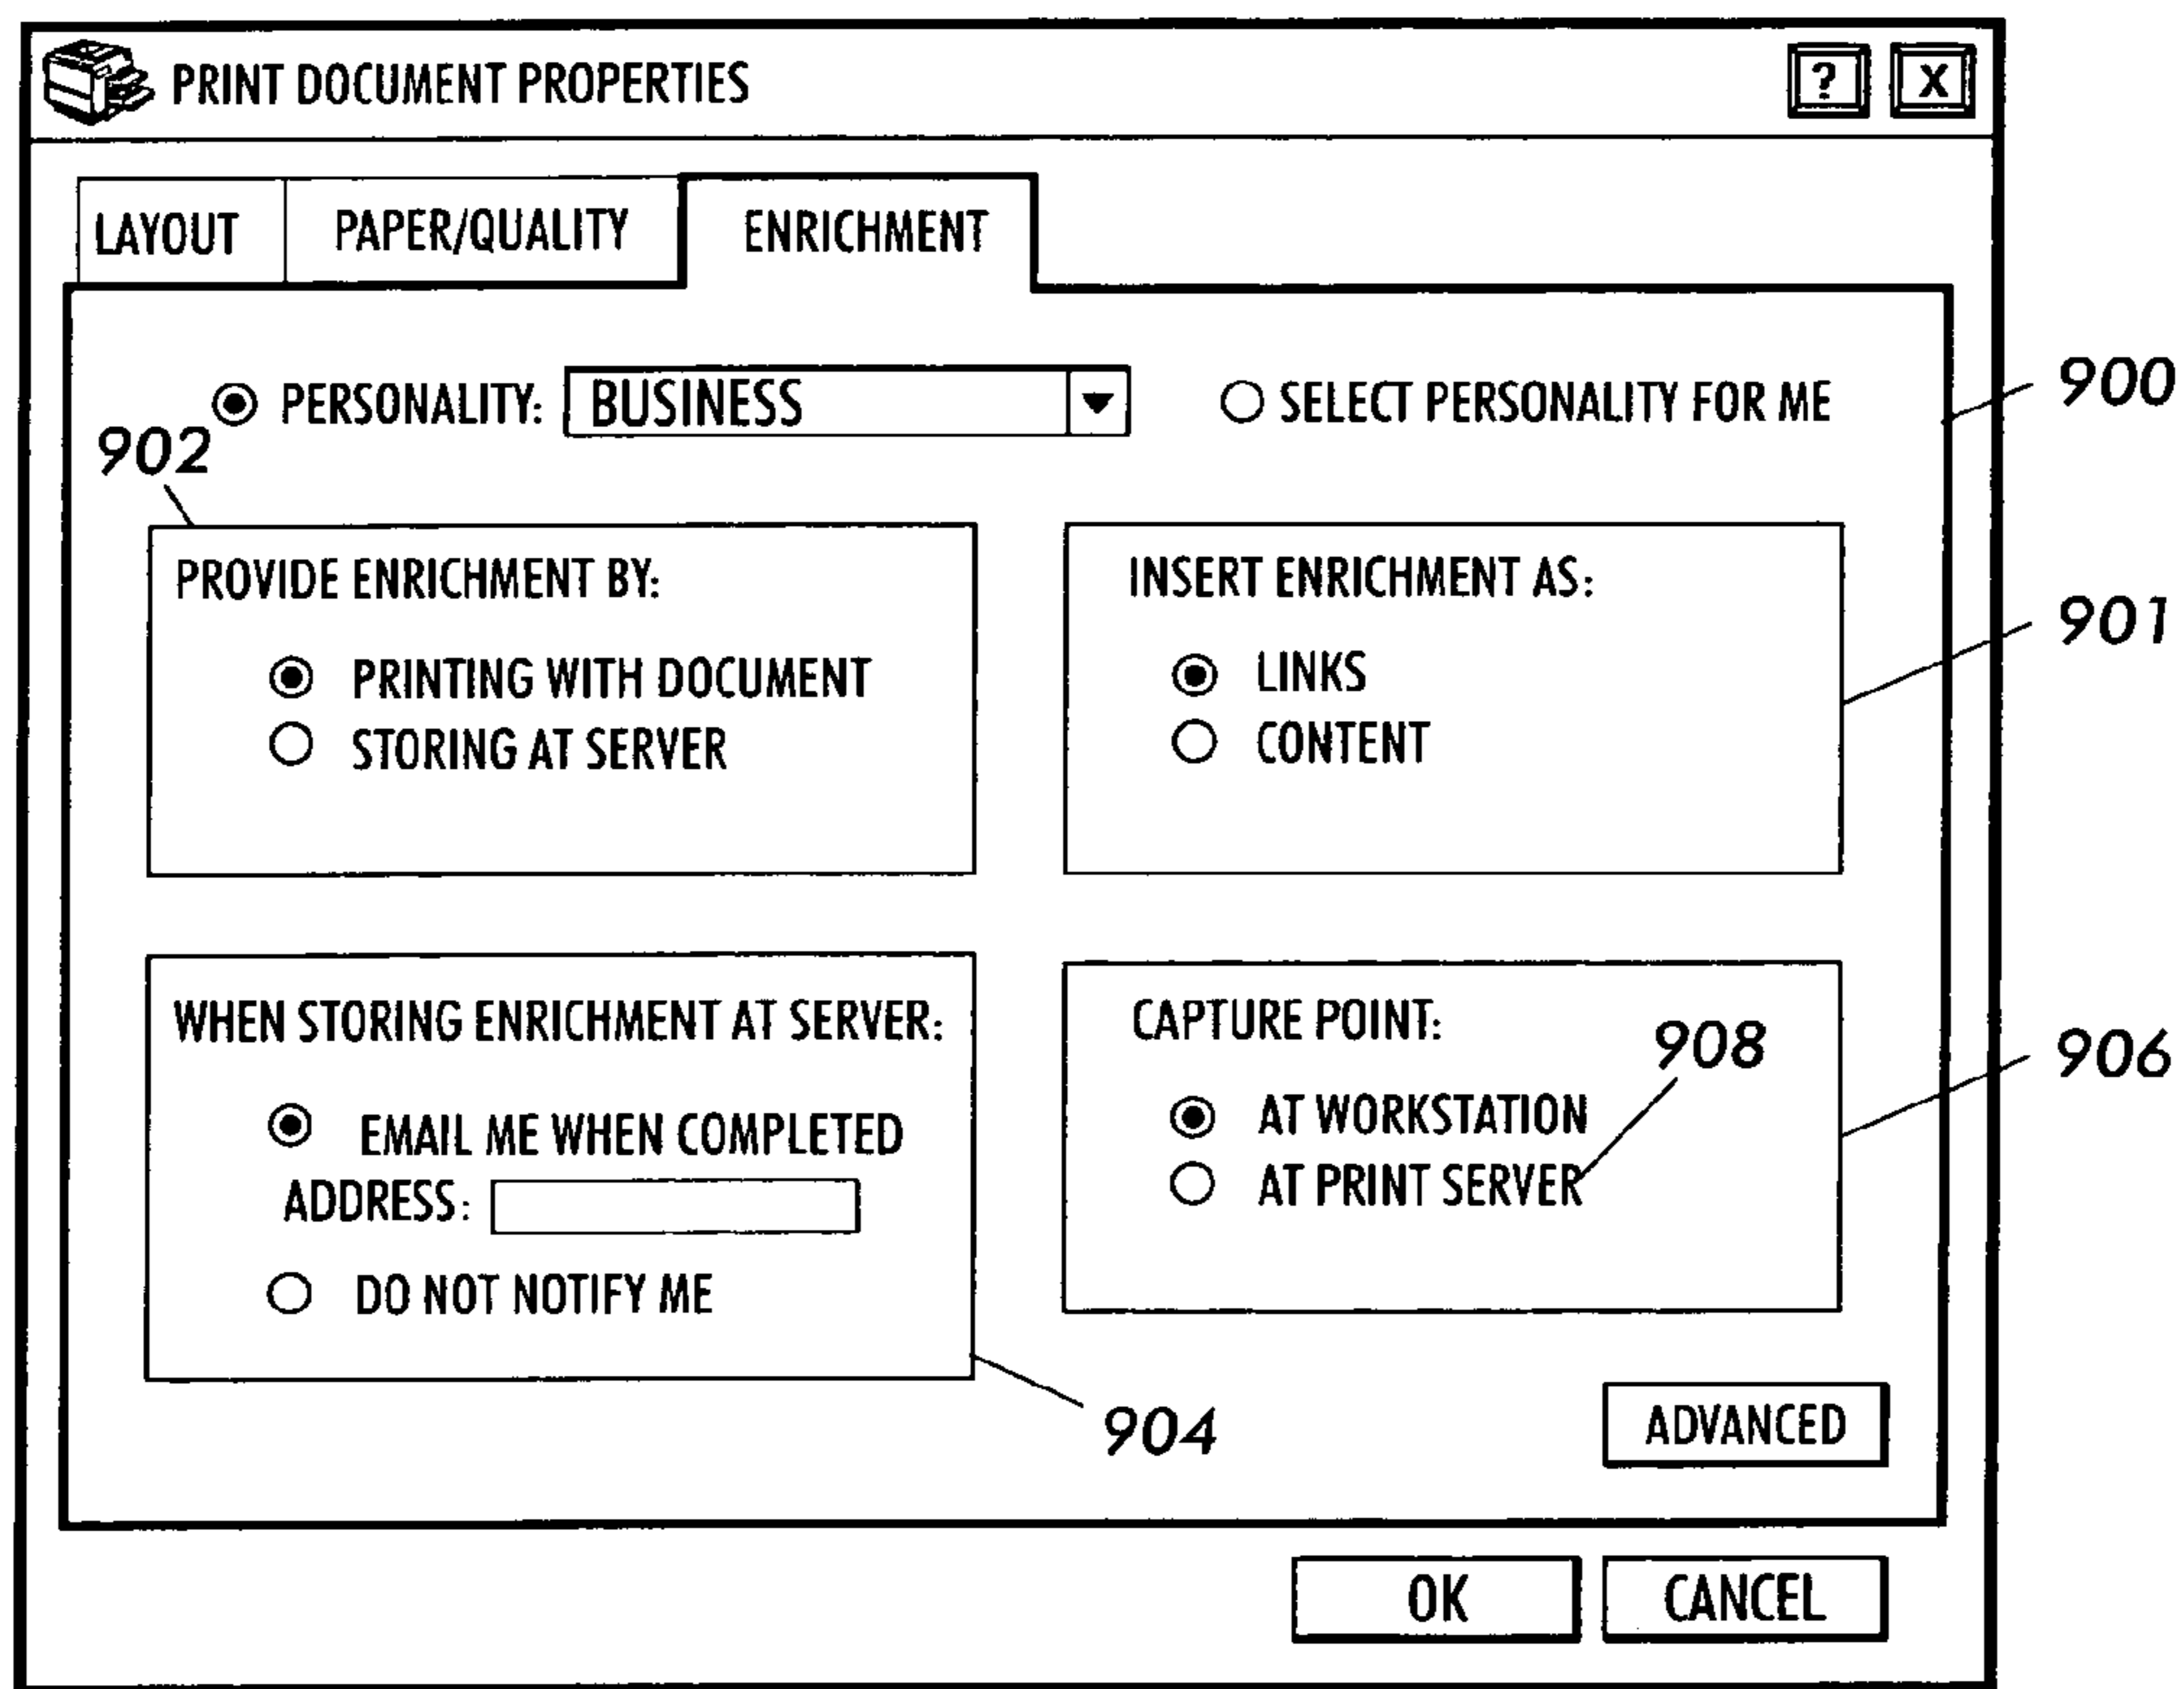 PRINT DOCUMENT PROPERTIES
? X
LAYOUT PAPER/QUALITY ENRICHMENT
PERSONALITY: BUSINESS SELECT PERSONALITY FOR ME
900
902
PROVIDE ENRICHMENT BY:
PRINTING WITH DOCUMENT
STORING AT SERVER
INSERT ENRICHMENT AS:
LINKS
CONTENT
901
WHEN STORING ENRICHMENT AT SERVER:
EMAIL ME WHEN COMPLETED
ADDRESS:
DO NOT NOTIFY ME
904
CAPTURE POINT:
908
AT WORKSTATION
AT PRINT SERVER
906
ADVANCED
OK CANCEL